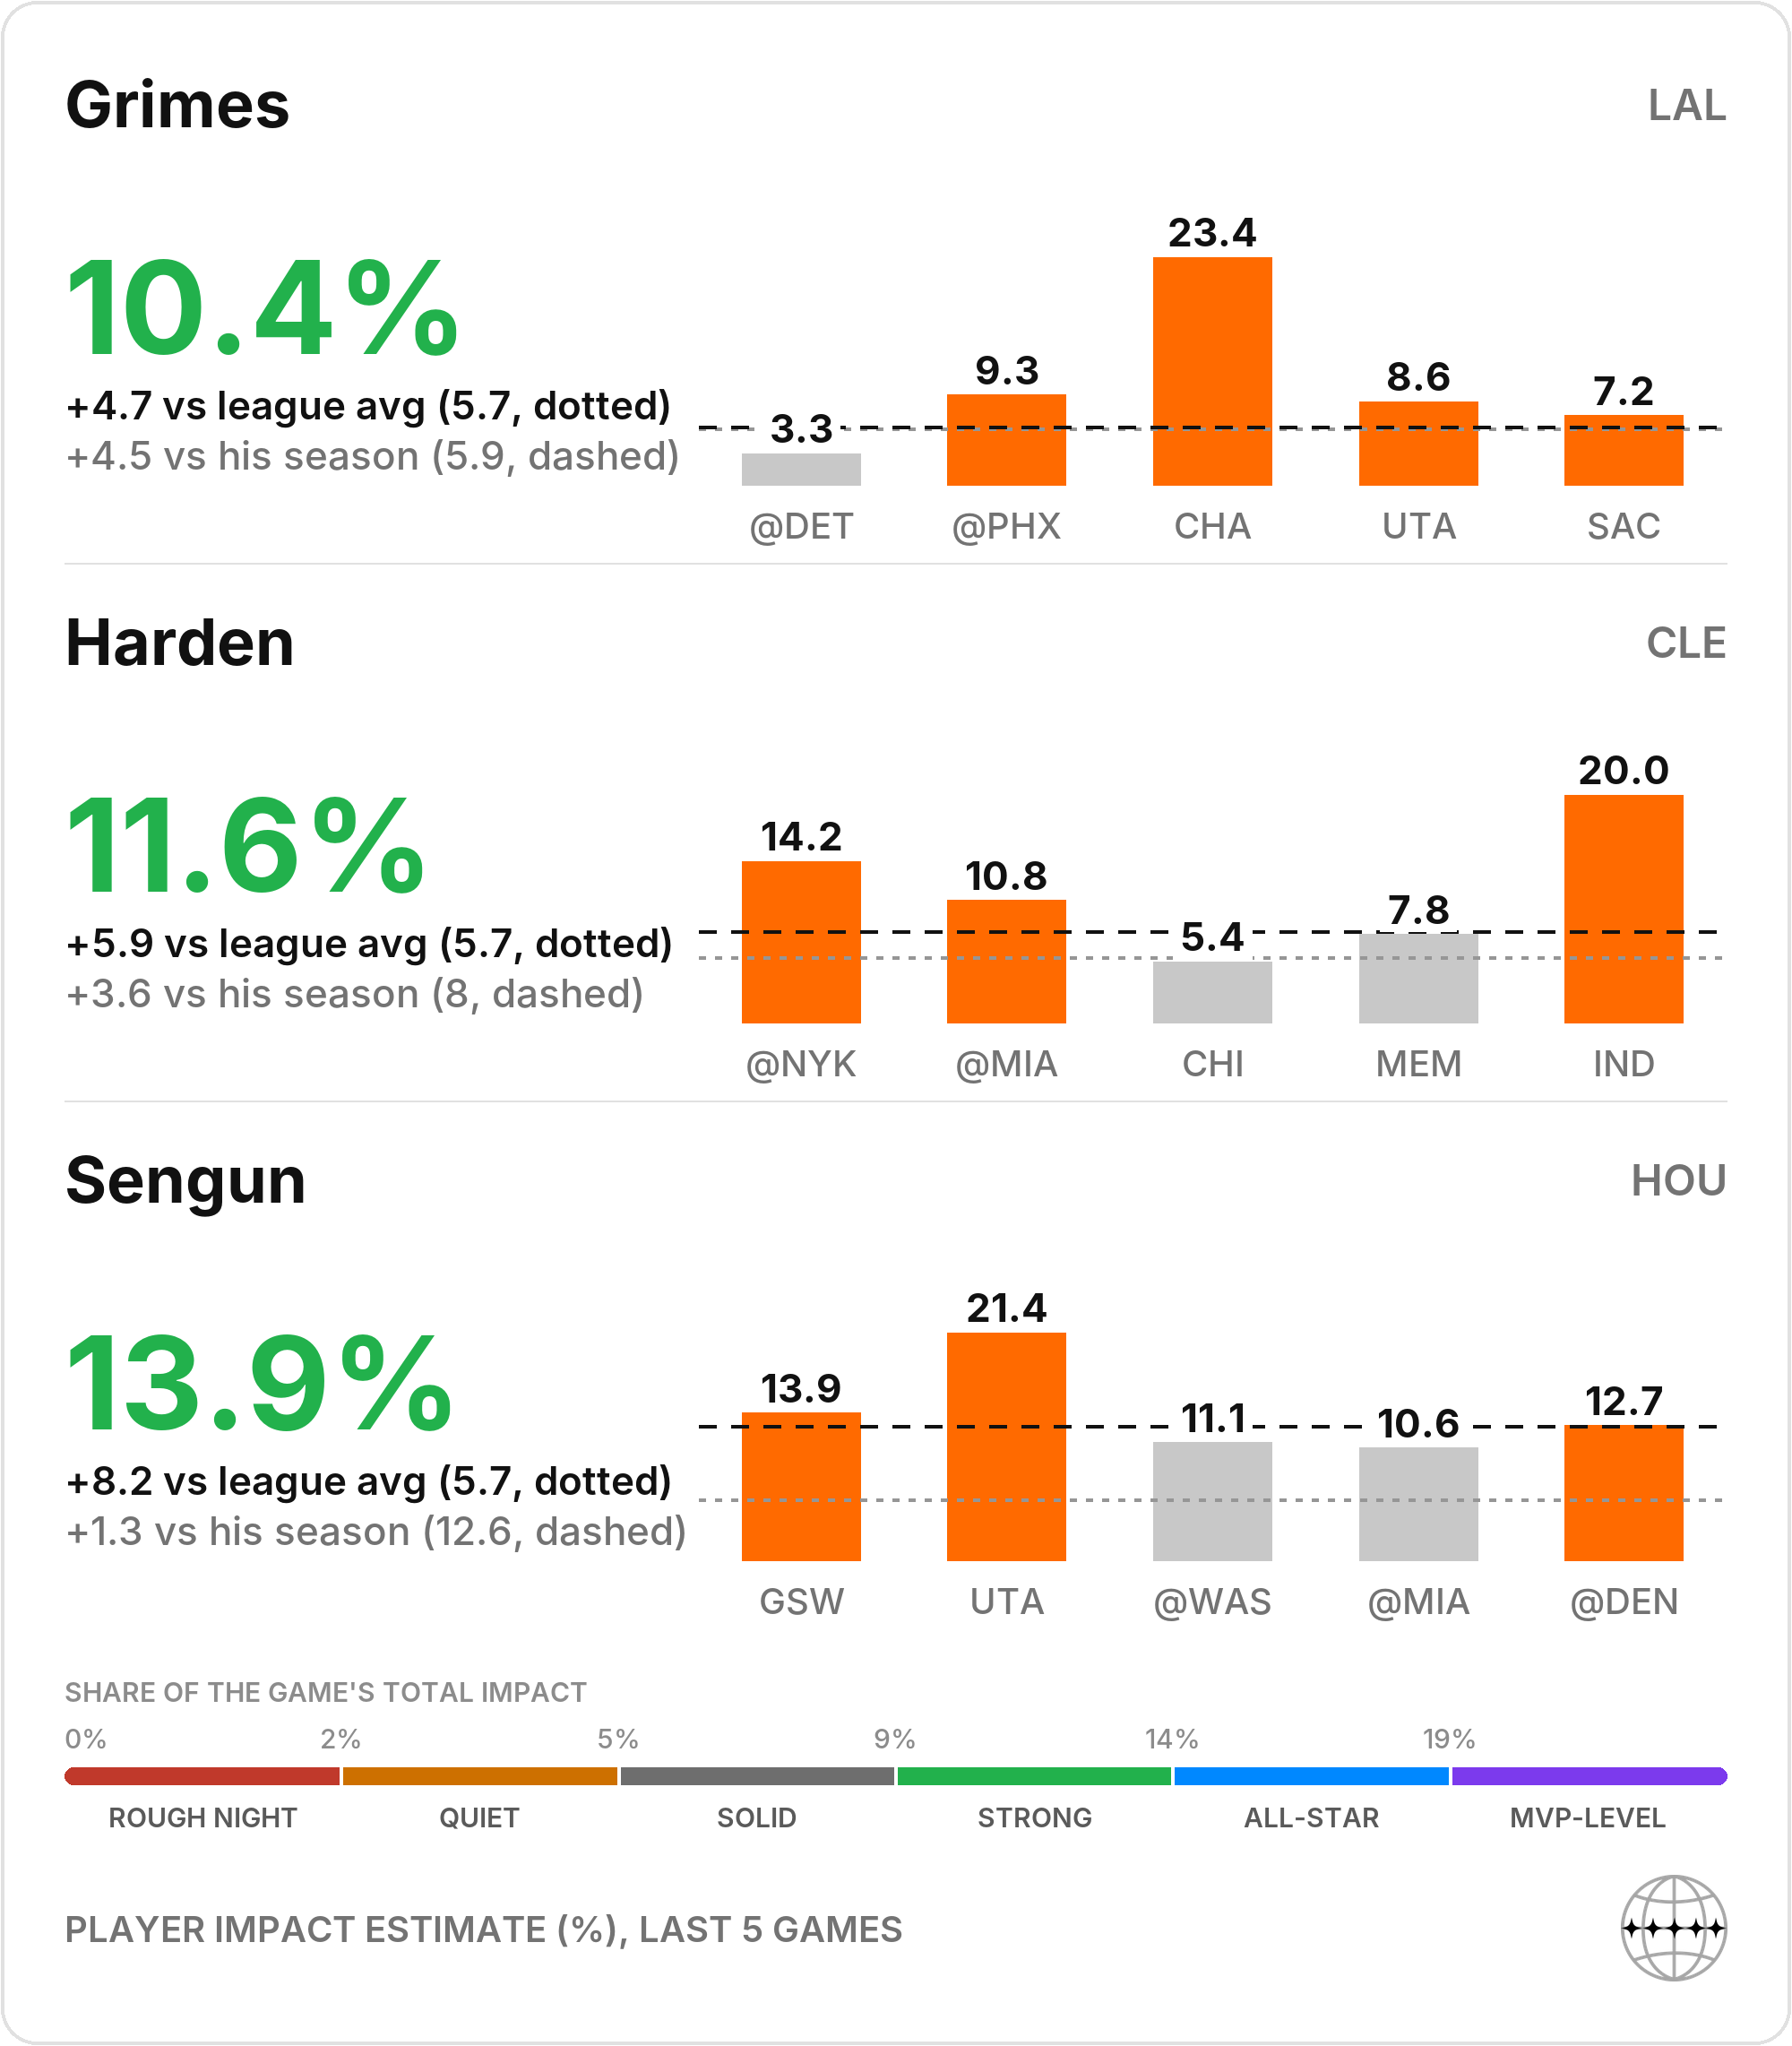 Grimes LAL
10.4%
+4.7 vs league avg (5.7, dotted)
+4.5 vs his season (5.9, dashed)
3.3 9.3 23.4 8.6 7.2
@DET @PHX CHA UTA SAC
Harden CLE
11.6%
+5.9 vs league avg (5.7, dotted)
+3.6 vs his season (8, dashed)
14.2 10.8 5.4 7.8 20.0
@NYK @MIA CHI MEM IND
Sengun HOU
13.9%
+8.2 vs league avg (5.7, dotted)
+1.3 vs his season (12.6, dashed)
13.9 21.4 11.1 10.6 12.7
GSW UTA @WAS @MIA @DEN
SHARE OF THE GAME'S TOTAL IMPACT
0% 2% 5% 9% 14% 19%
ROUGH NIGHT QUIET SOLID STRONG ALL-STAR MVP-LEVEL
PLAYER IMPACT ESTIMATE (%), LAST 5 GAMES